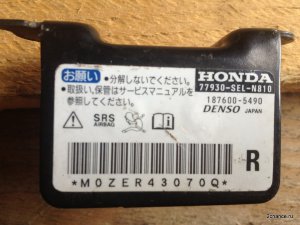 お願い ・分解しないでください。
・取扱い、保管はサービスマニュアルを
参照してください。
HONDA
77930-SEL-N810
187600-5490
DENSO JAPAN
SRS
AIRBAG
R
*M0ZER43070Q*
2chance.ru